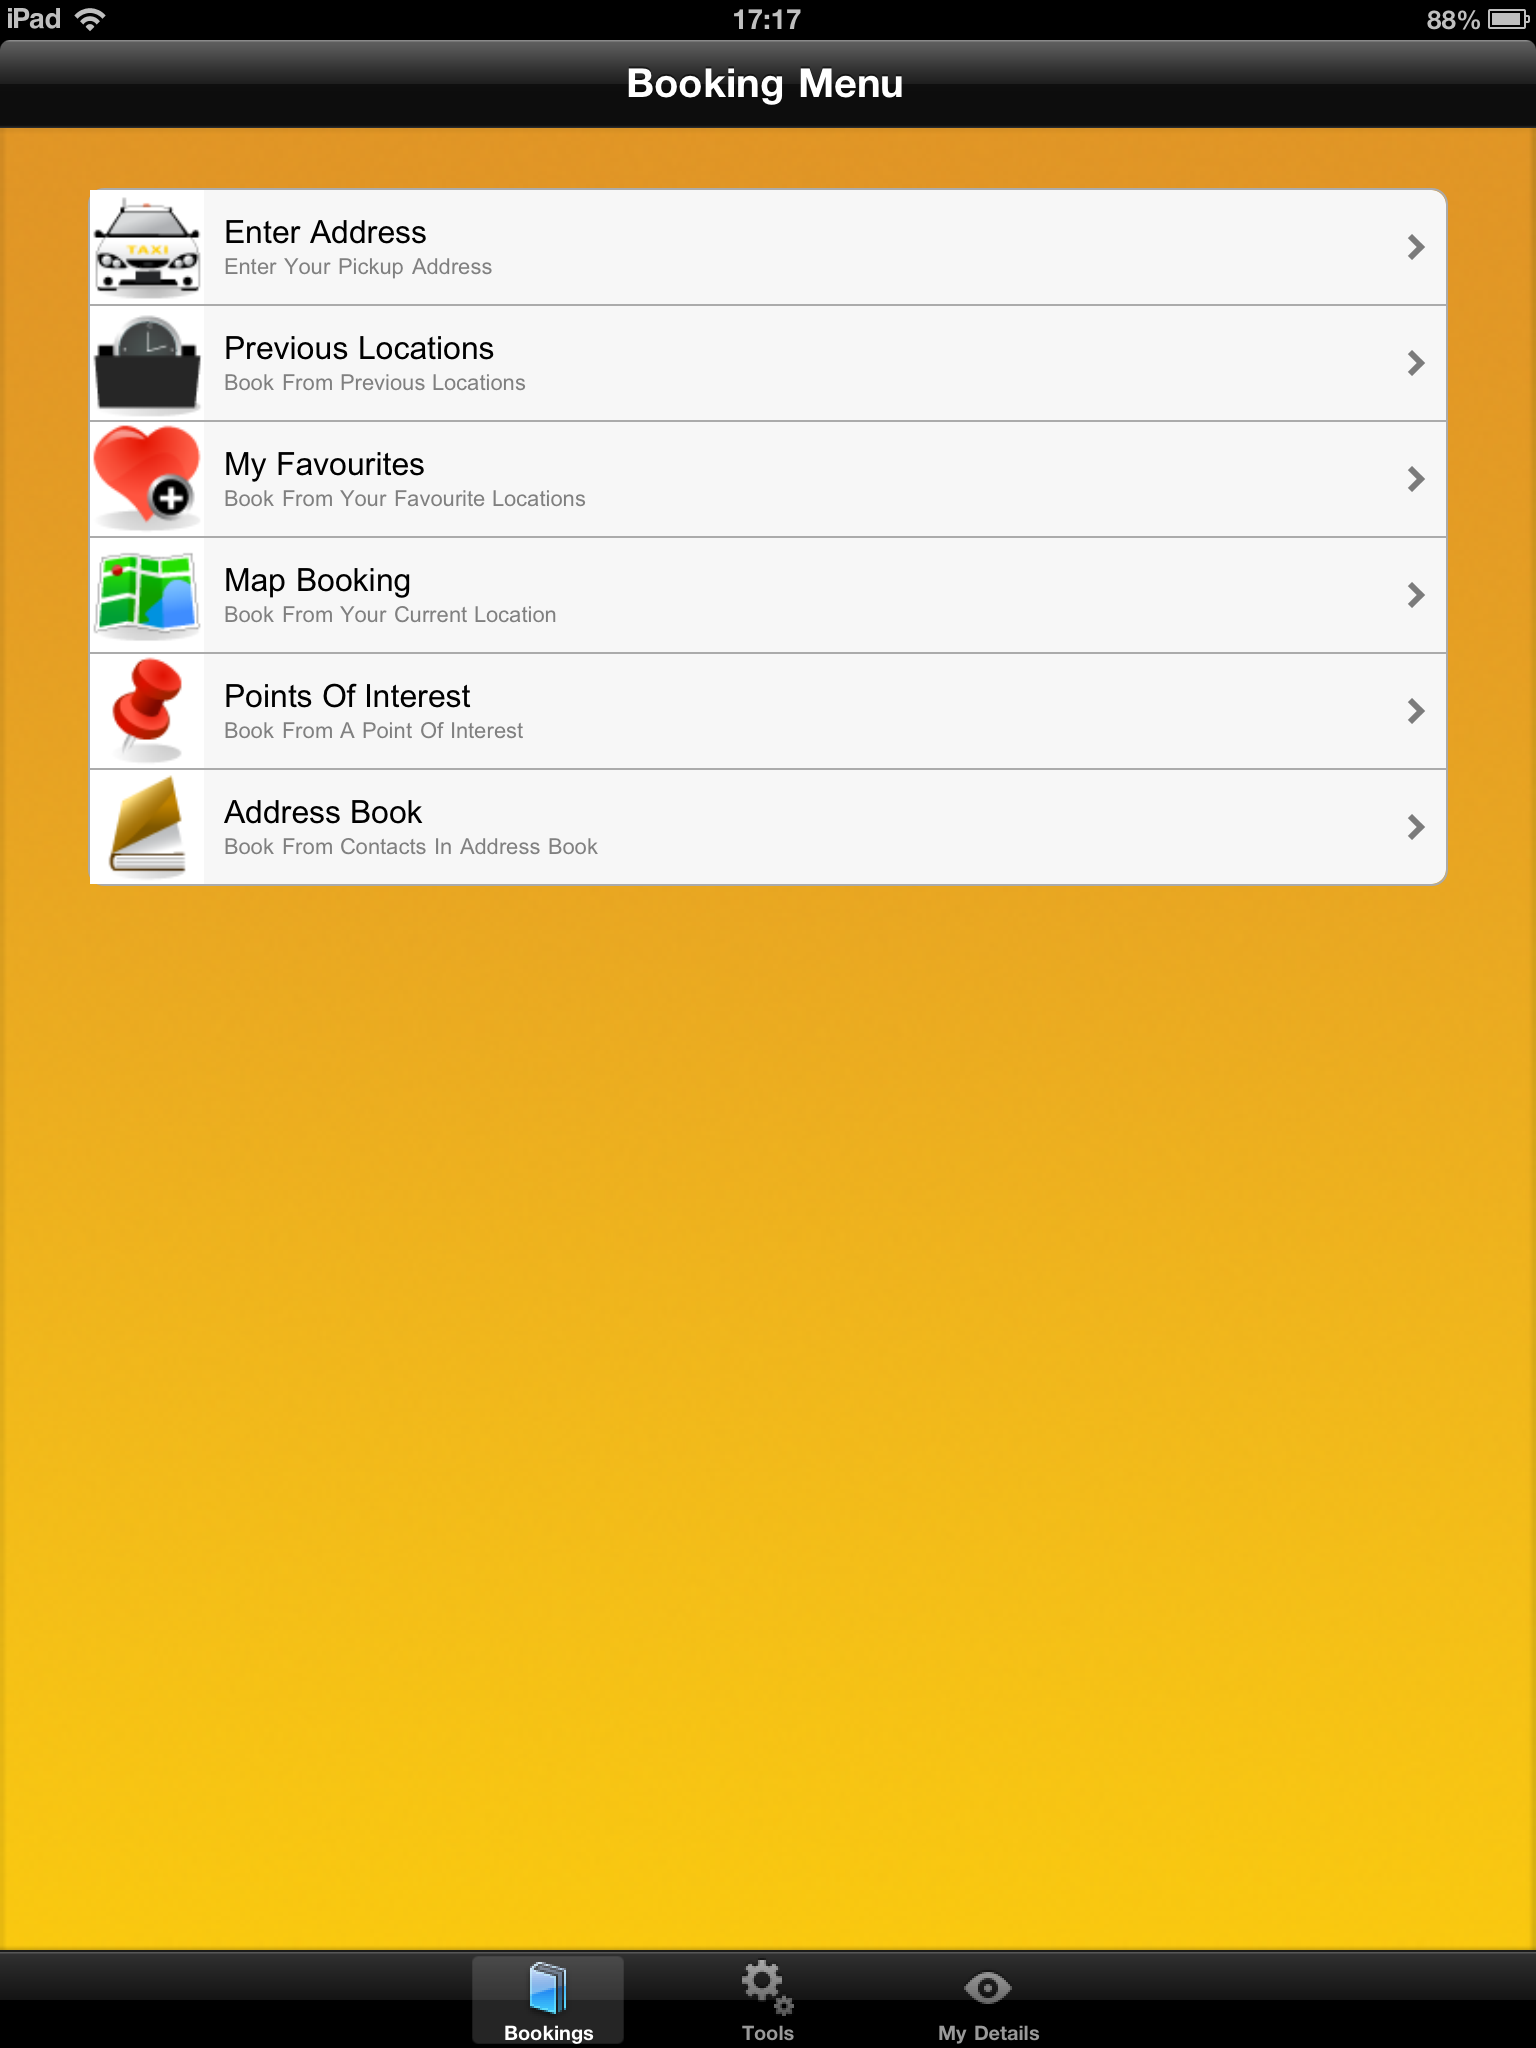 iPad 17:17 88%
Booking Menu
TAXI
Enter Address
Enter Your Pickup Address
Previous Locations
Book From Previous Locations
My Favourites
Book From Your Favourite Locations
Map Booking
Book From Your Current Location
Points Of Interest
Book From A Point Of Interest
Address Book
Book From Contacts In Address Book
Bookings Tools My Details